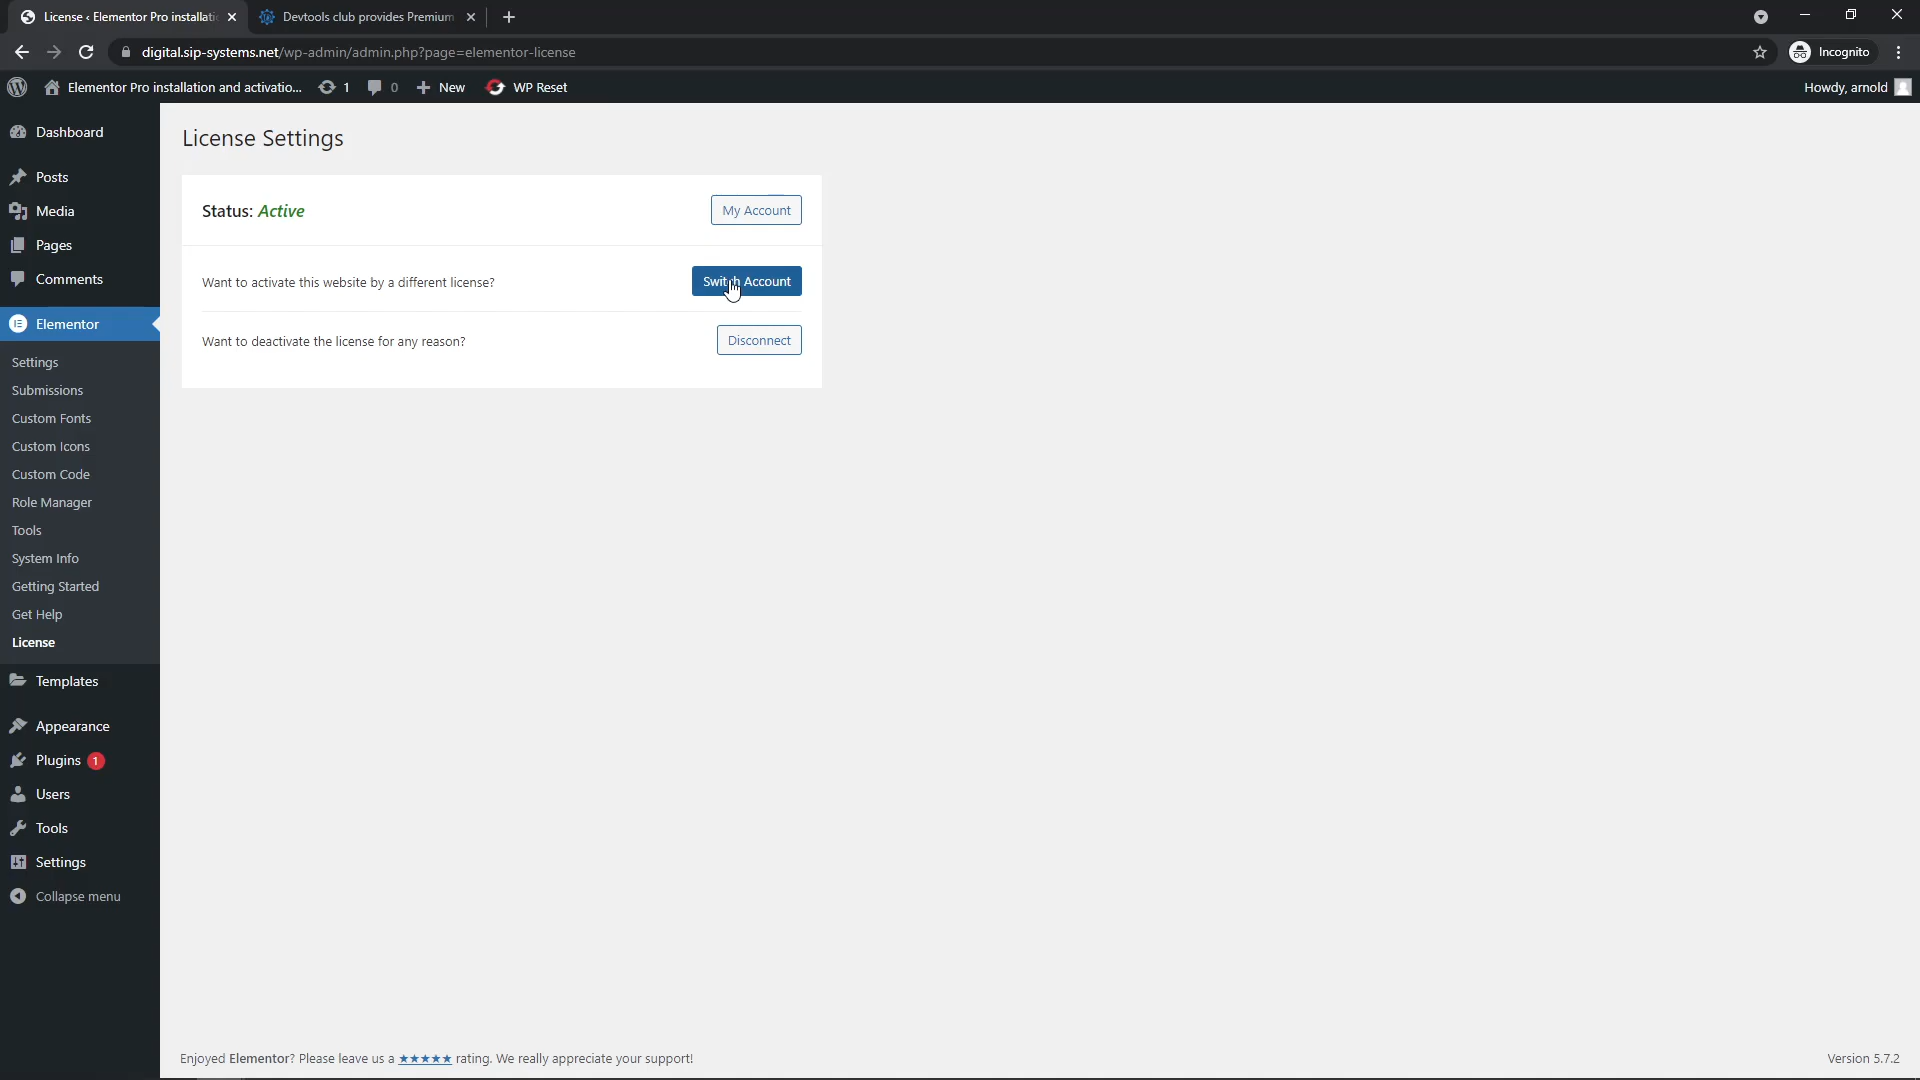 License ‹ Elementor Pro installati
Devtools club provides Premium
digital.sip-systems.net/wp-admin/admin.php?page=elementor-license
Incognito
Elementor Pro installation and activatio...
1
0
New
WP Reset
Howdy, arnold
Dashboard
Posts
Media
Pages
Comments
Elementor
Settings
Submissions
Custom Fonts
Custom Icons
Custom Code
Role Manager
Tools
System Info
Getting Started
Get Help
License
Templates
Appearance
Plugins 1
Users
Tools
Settings
Collapse menu
License Settings
Status: Active
My Account
Want to activate this website by a different license?
Switch Account
Want to deactivate the license for any reason?
Disconnect
Enjoyed Elementor? Please leave us a ★★★★★ rating. We really appreciate your support!
Version 5.7.2